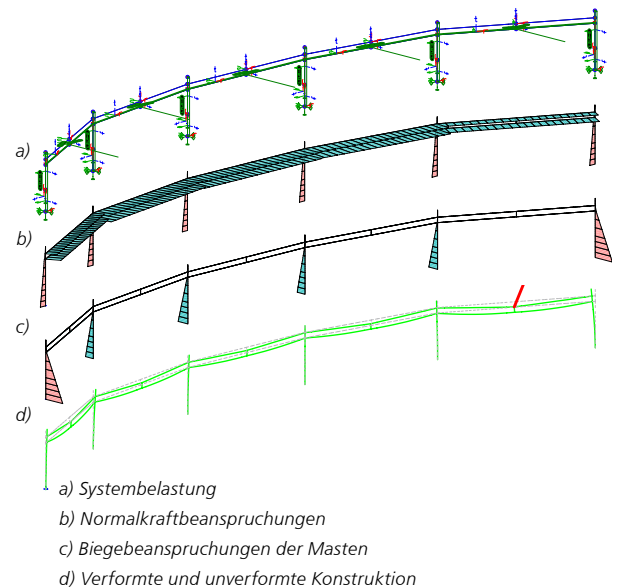 a)
b)
c)
d)
a) Systembelastung
b) Normalkraftbeanspruchungen
c) Biegebeanspruchungen der Masten
d) Verformte und unverformte Konstruktion